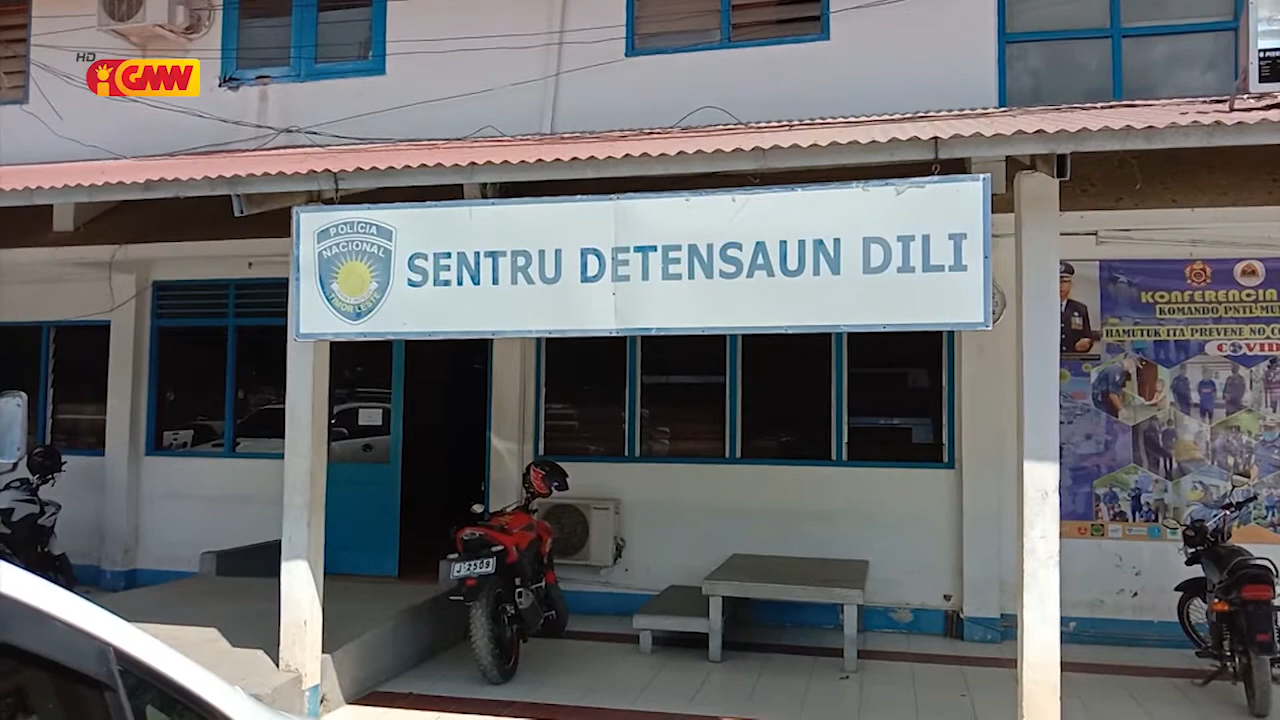 HD
GMN
POLÍCIA
NACIONAL
TIMOR LESTE
SENTRU DETENSAUN DILI
KONFERENCIA
KOMANDO PNTL MU
HAMUTUK ITA PREVENE NO
COVID
J-2509